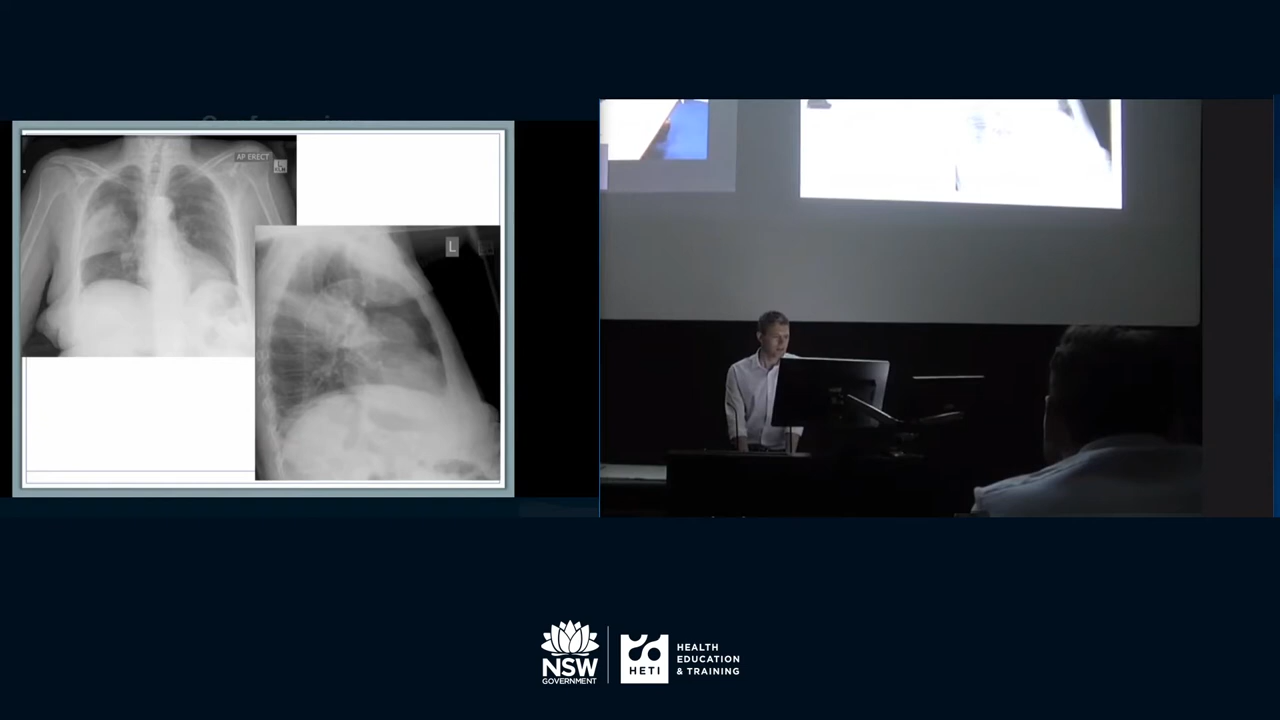 AP ERECT
L
NSW
GOVERNMENT
HETI
HEALTH
EDUCATION
& TRAINING